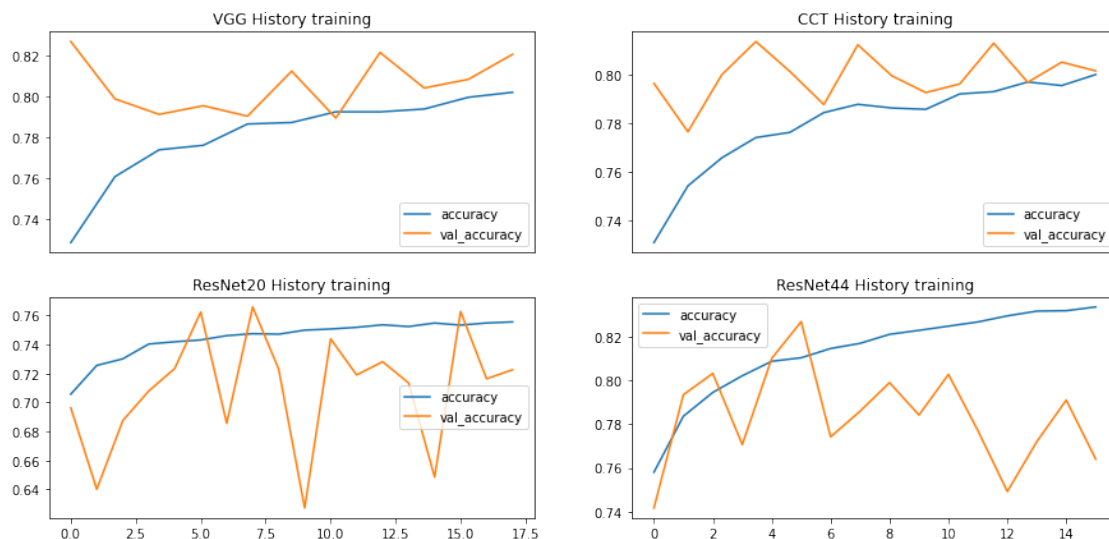 VGG History training
0.82
0.80
0.78
0.76
0.74
accuracy
val_accuracy
CCT History training
0.80
0.78
0.76
0.74
accuracy
val_accuracy
ResNet20 History training
0.76
0.74
0.72
0.70
0.68
0.66
0.64
accuracy
val_accuracy
0.0 2.5 5.0 7.5 10.0 12.5 15.0 17.5
ResNet44 History training
0.82
0.80
0.78
0.76
0.74
accuracy
val_accuracy
0 2 4 6 8 10 12 14